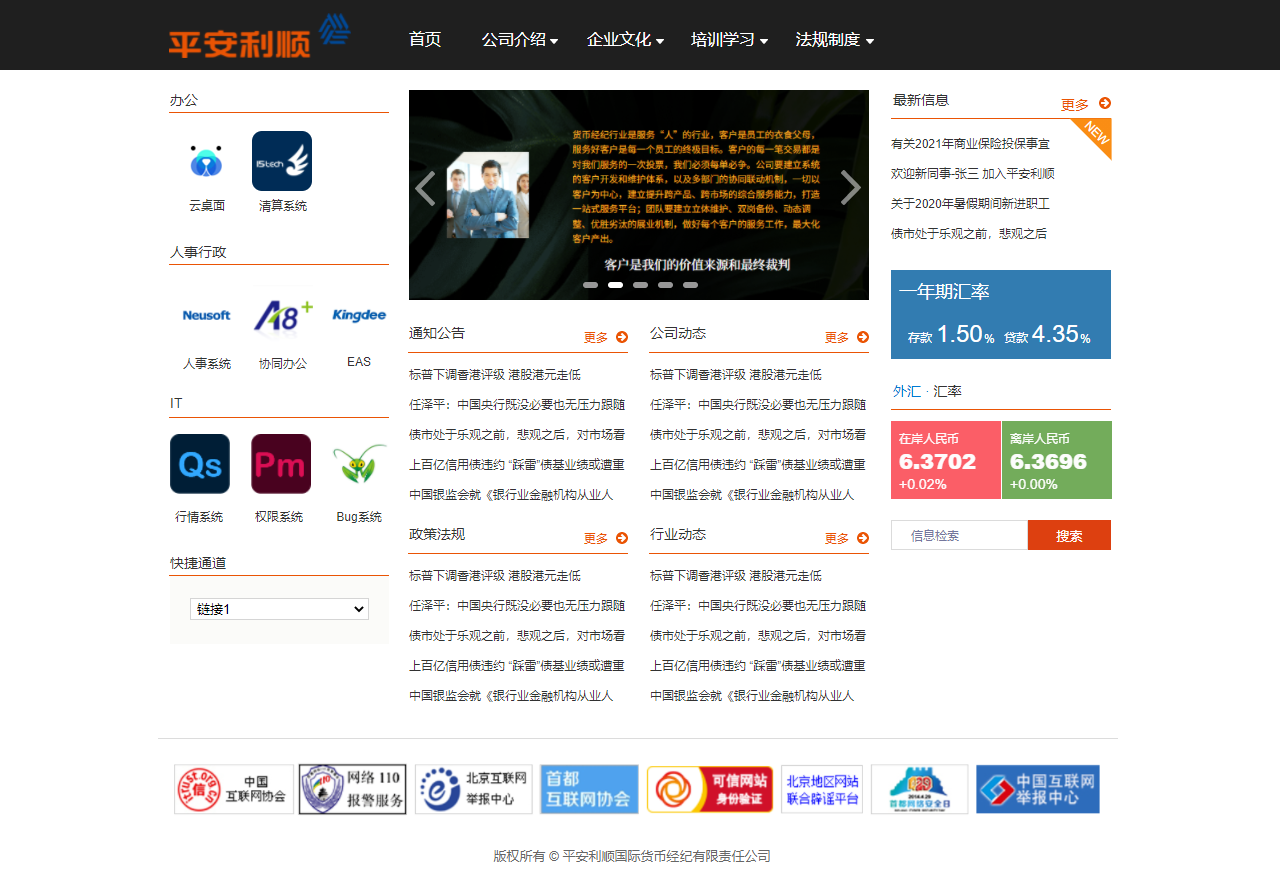 平安利顺
首页 公司介绍 企业文化 培训学习 法规制度
办公
云桌面 IStech 清算系统
人事行政
Neusoft A8+ Kingdee
人事系统 协同办公 EAS
IT
Qs Pm
行情系统 权限系统 Bug系统
快捷通道
链接1
货币经纪行业是服务“人”的行业，客户是员工的衣食父母，
服务好客户是每一个员工的终极目标。客户的每一笔交易都是
对我们服务的一次投票，我们必须每单必争。公司要建立系统
的客户开发和维护体系，以及多部门的协同联动机制，一切以
客户为中心，建立提升跨产品、跨市场的综合服务能力，打造
一站式服务平台；团队要建立立体维护、双岗备份、动态调
整、优胜劣汰的展业机制，做好每个客户的服务工作，最大化
客户产出。
客户是我们的价值来源和最终裁判
通知公告 更多
标普下调香港评级 港股港元走低
任泽平：中国央行既没必要也无压力跟随
债市处于乐观之前，悲观之后，对市场看
上百亿信用债违约 “踩雷”债基业绩或遭重
中国银监会就《银行业金融机构从业人
公司动态 更多
标普下调香港评级 港股港元走低
任泽平：中国央行既没必要也无压力跟随
债市处于乐观之前，悲观之后，对市场看
上百亿信用债违约 “踩雷”债基业绩或遭重
中国银监会就《银行业金融机构从业人
政策法规 更多
标普下调香港评级 港股港元走低
任泽平：中国央行既没必要也无压力跟随
债市处于乐观之前，悲观之后，对市场看
上百亿信用债违约 “踩雷”债基业绩或遭重
中国银监会就《银行业金融机构从业人
行业动态 更多
标普下调香港评级 港股港元走低
任泽平：中国央行既没必要也无压力跟随
债市处于乐观之前，悲观之后，对市场看
上百亿信用债违约 “踩雷”债基业绩或遭重
中国银监会就《银行业金融机构从业人
最新信息 更多
NEW
有关2021年商业保险投保事宜
欢迎新同事-张三 加入平安利顺
关于2020年暑假期间新进职工
债市处于乐观之前，悲观之后
一年期汇率
存款 1.50% 贷款 4.35%
外汇 · 汇率
在岸人民币 离岸人民币
6.3702 6.3696
+0.02% +0.00%
信息检索 搜索
itrust.org 信 中国
互联网协会
110 网络 110
报警服务
北京互联网
举报中心
首都
互联网协会
可信网站
身份验证
北京地区网站
联合辟谣平台
首都网络安全日
中国互联网
举报中心
版权所有 © 平安利顺国际货币经纪有限责任公司